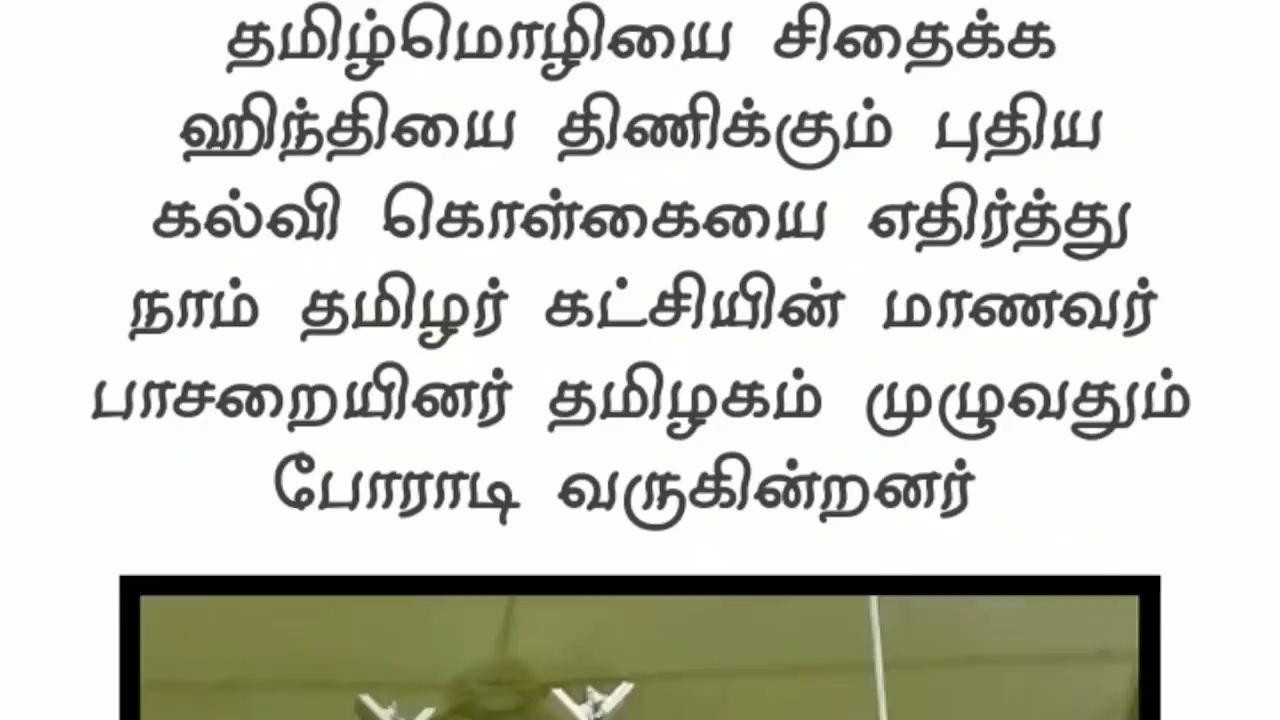 தமிழ்மொழியை சிதைக்க
ஹிந்தியை திணிக்கும் புதிய
கல்வி கொள்கையை எதிர்த்து
நாம் தமிழர் கட்சியின் மாணவர்
பாசறையினர் தமிழகம் முழுவதும்
போராடி வருகின்றனர்